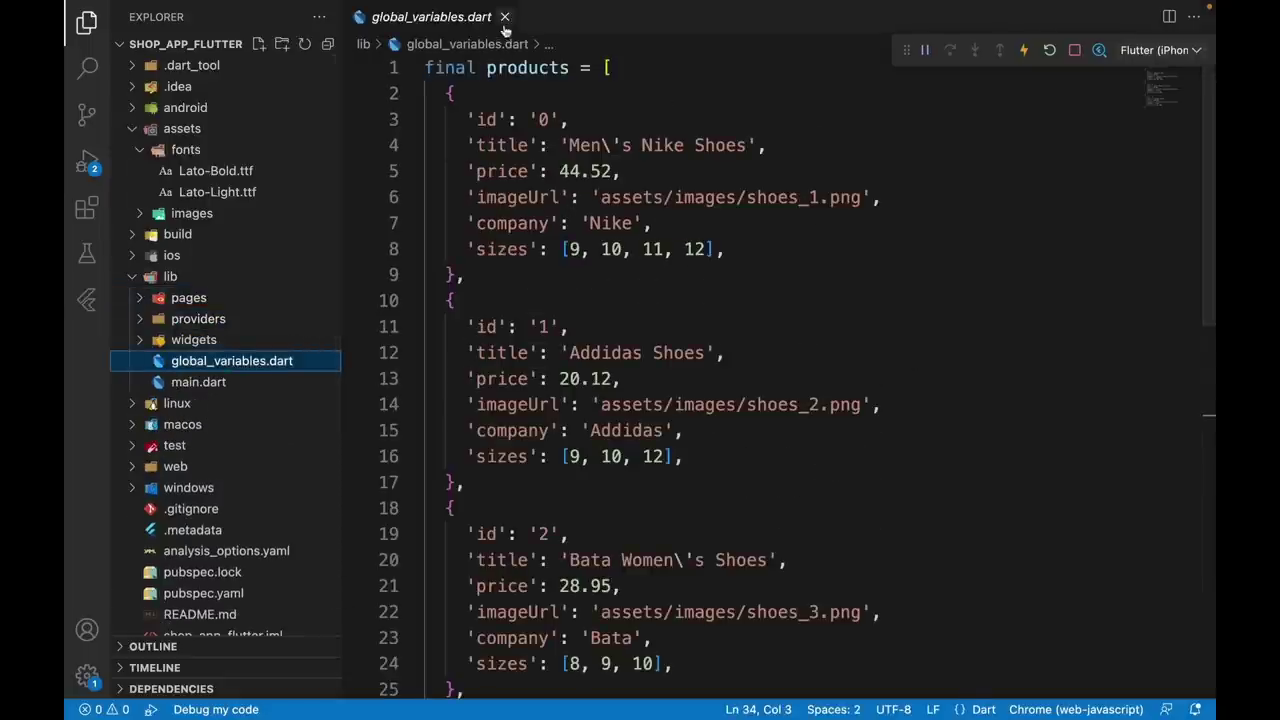 EXPLORER
SHOP_APP_FLUTTER
.dart_tool
.idea
android
assets
fonts
Aa Lato-Bold.ttf
Aa Lato-Light.ttf
images
build
ios
lib
pages
providers
widgets
global_variables.dart
main.dart
linux
macos
test
web
windows
.gitignore
.metadata
analysis_options.yaml
pubspec.lock
pubspec.yaml
README.md
shop_app_flutter.iml
OUTLINE
TIMELINE
DEPENDENCIES
2
1
global_variables.dart
lib > global_variables.dart > ...
Flutter (iPhon
1 final products = [
2 {
3 'id': '0',
4 'title': 'Men\'s Nike Shoes',
5 'price': 44.52,
6 'imageUrl': 'assets/images/shoes_1.png',
7 'company': 'Nike',
8 'sizes': [9, 10, 11, 12],
9 },
10 {
11 'id': '1',
12 'title': 'Addidas Shoes',
13 'price': 20.12,
14 'imageUrl': 'assets/images/shoes_2.png',
15 'company': 'Addidas',
16 'sizes': [9, 10, 12],
17 },
18 {
19 'id': '2',
20 'title': 'Bata Women\'s Shoes',
21 'price': 28.95,
22 'imageUrl': 'assets/images/shoes_3.png',
23 'company': 'Bata',
24 'sizes': [8, 9, 10],
25 },
0 0 Debug my code Ln 34, Col 3 Spaces: 2 UTF-8 LF {} Dart Chrome (web-javascript)